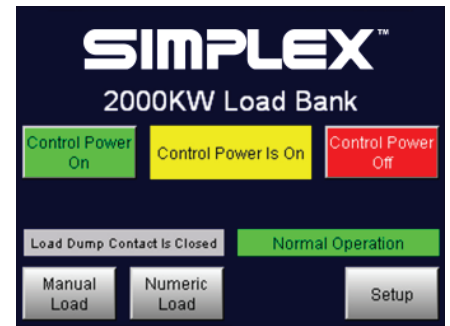 SIMPLEX™
2000KW Load Bank
Control Power
On
Control Power Is On
Control Power
Off
Load Dump Contact Is Closed
Normal Operation
Manual
Load
Numeric
Load
Setup